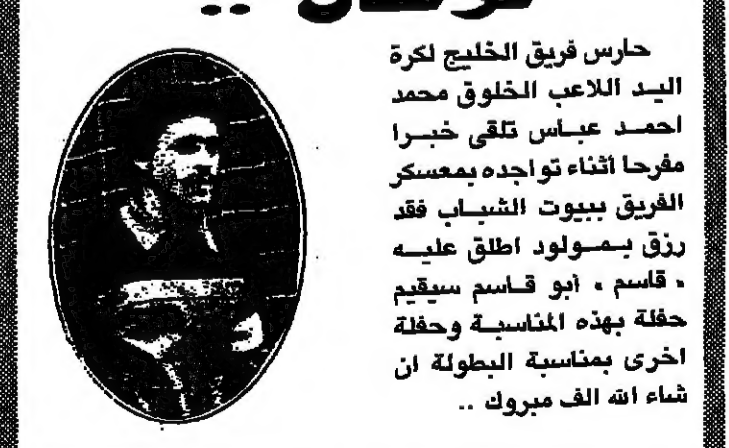 حارس فريق الخليج لكرة
اليد اللاعب الخلوق محمد
احمد عباس تلقى خبرا
مفرحا أثناء تواجده بمعسكر
الفريق ببيوت الشباب فقد
رزق بمولود اطلق عليه
« قاسم » أبو قاسم سيقيم
حفلة بهذه المناسبة وحفلة
اخرى بمناسبة البطولة ان
شاء الله الف مبروك ..